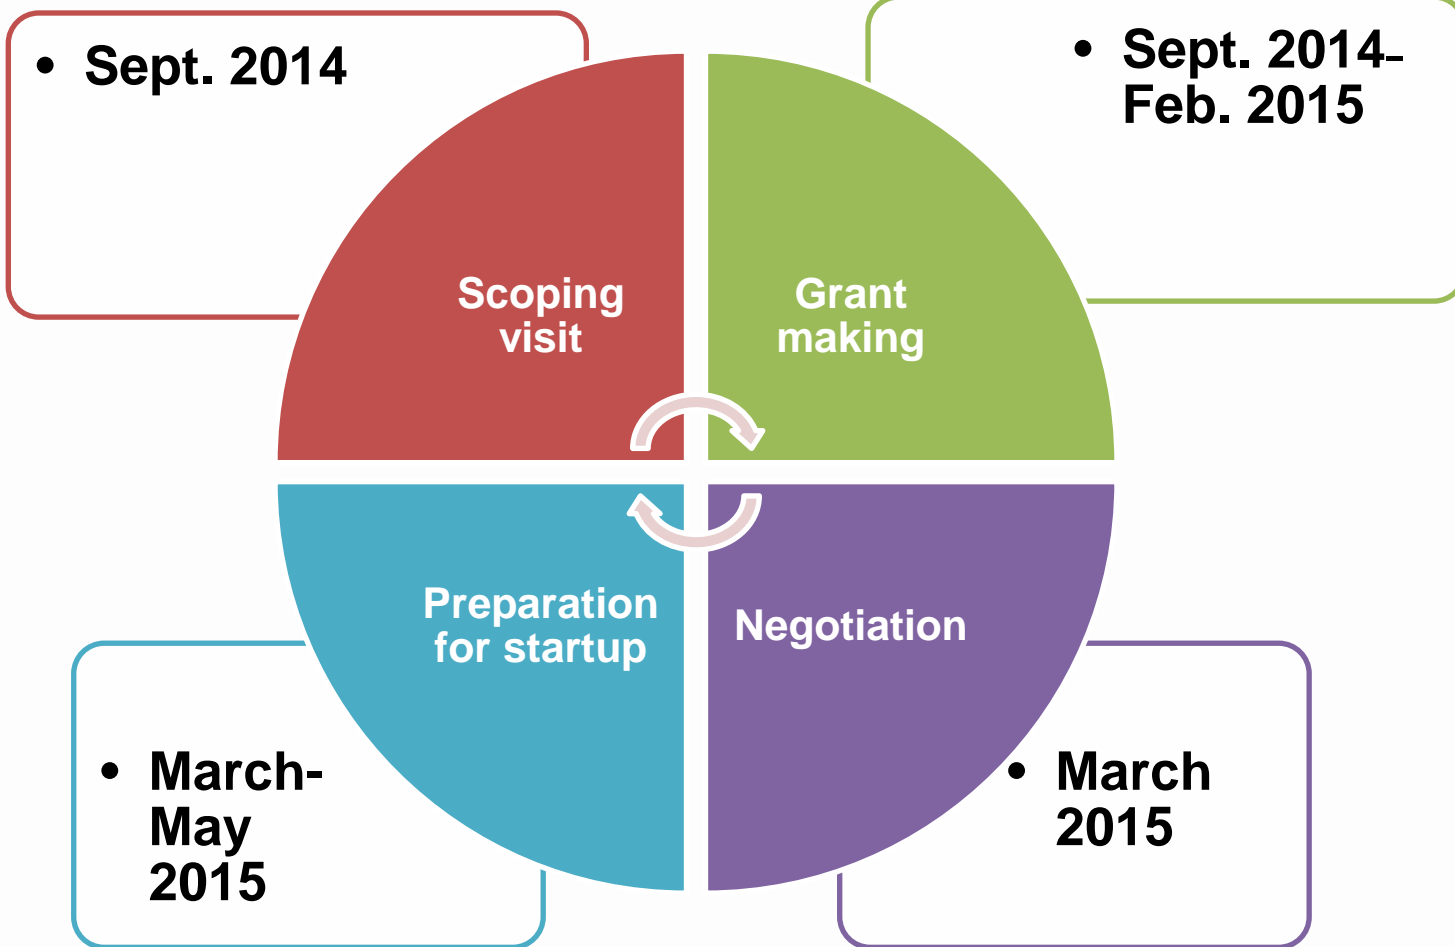 • Sept. 2014
• Sept. 2014-
Feb. 2015
Scoping
visit
Grant
making
Preparation
for startup
Negotiation
• March-
May
2015
• March
2015